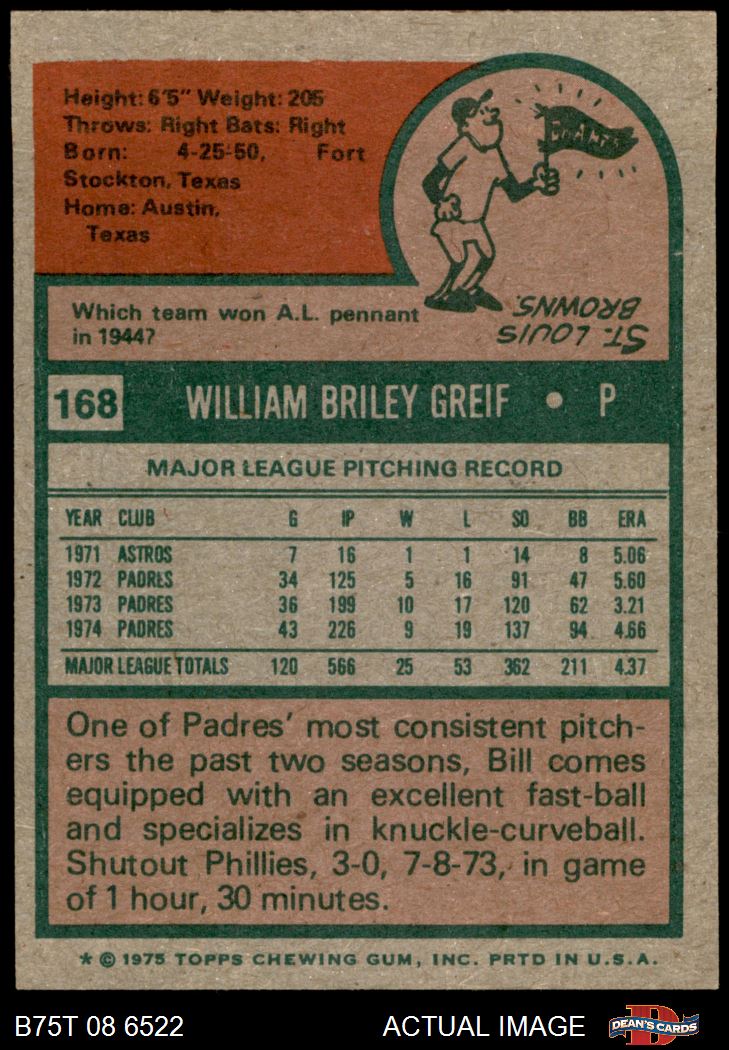 Height: 6'5" Weight: 205
Throws: Right Bats: Right
Born: 4-25-50, Fort
Stockton, Texas
Home: Austin,
Texas
CHAMPS
Which team won A.L. pennant
in 1944?
ST. LOUIS
BROWNS.
168 WILLIAM BRILEY GREIF • P
MAJOR LEAGUE PITCHING RECORD
YEAR CLUB G IP W L SO BB ERA
1971 ASTROS 7 16 1 1 14 8 5.06
1972 PADRES 34 125 5 16 91 47 5.60
1973 PADRES 36 199 10 17 120 62 3.21
1974 PADRES 43 226 9 19 137 94 4.66
MAJOR LEAGUE TOTALS 120 566 25 53 362 211 4.37
One of Padres' most consistent pitch-
ers the past two seasons, Bill comes
equipped with an excellent fast-ball
and specializes in knuckle-curveball.
Shutout Phillies, 3-0, 7-8-73, in game
of 1 hour, 30 minutes.
* © 1975 TOPPS CHEWING GUM, INC. PRTD IN U.S.A.
B75T 08 6522 ACTUAL IMAGE D DEAN'S CARDS